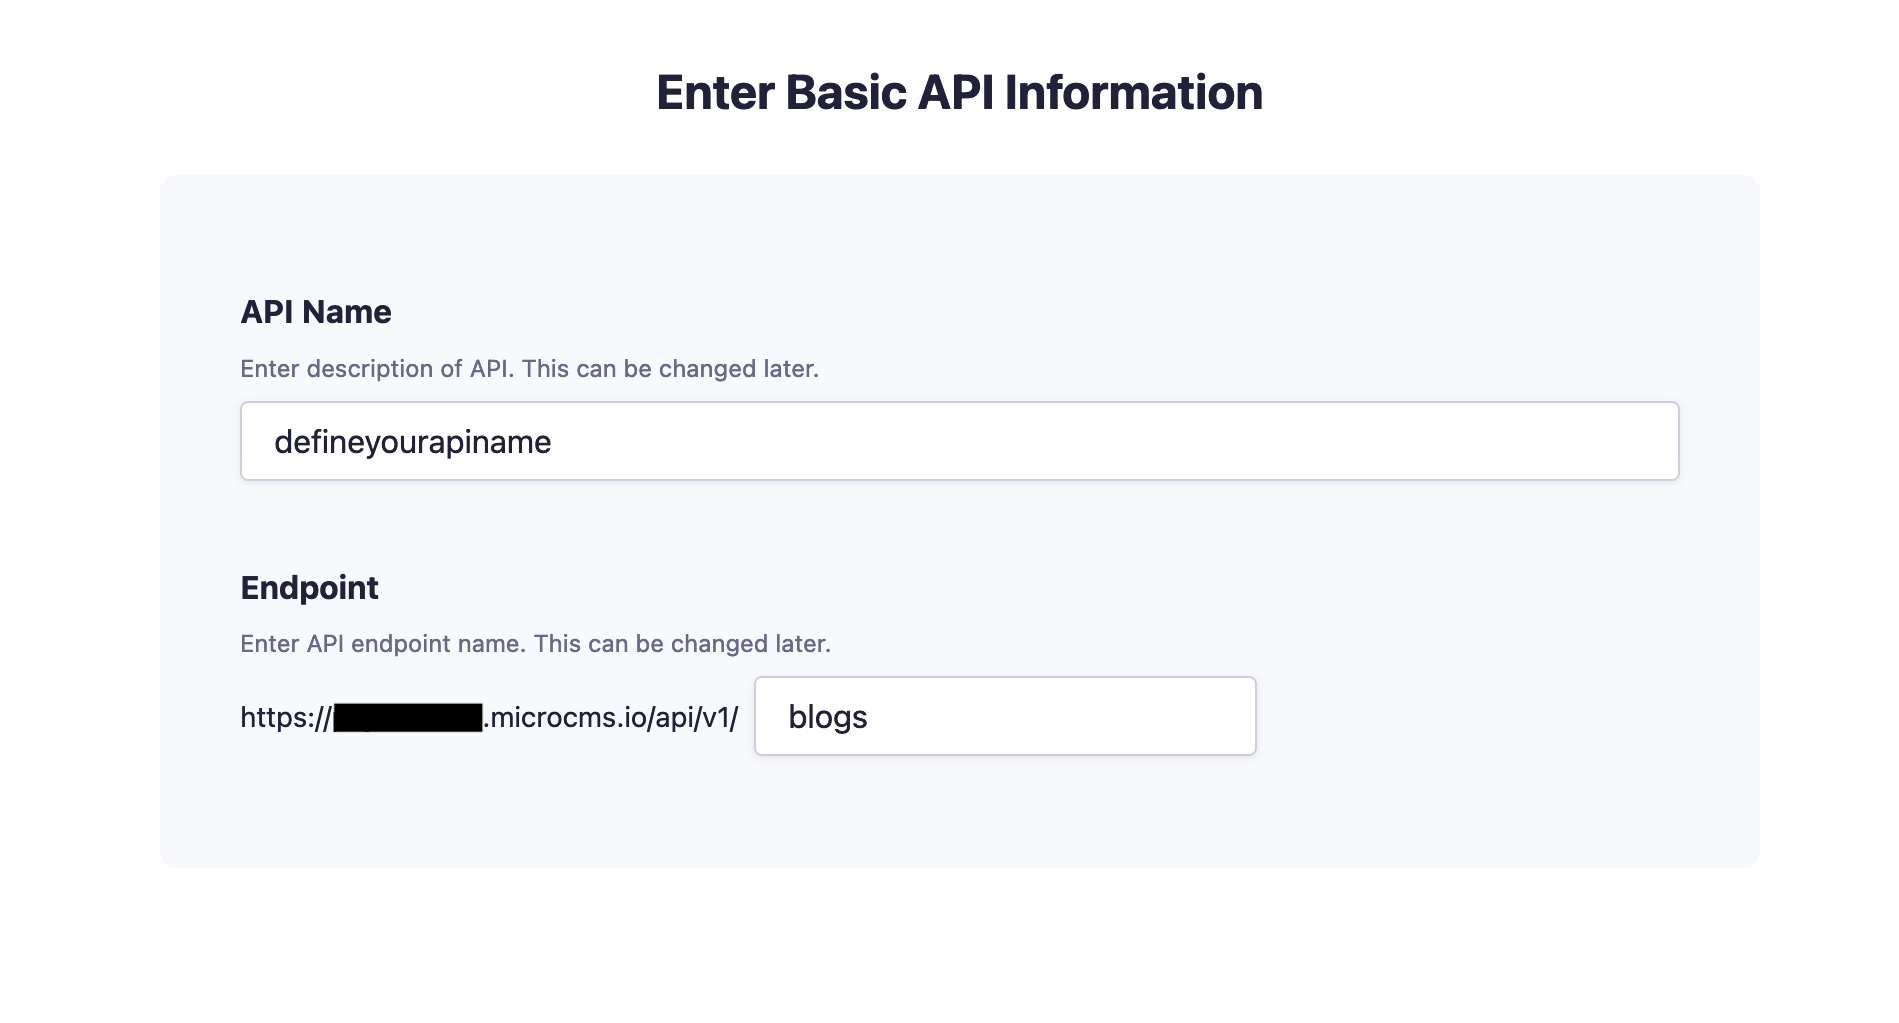 Enter Basic API Information
API Name
Enter description of API. This can be changed later.
defineyourapiname
Endpoint
Enter API endpoint name. This can be changed later.
https://.microcms.io/api/v1/ blogs